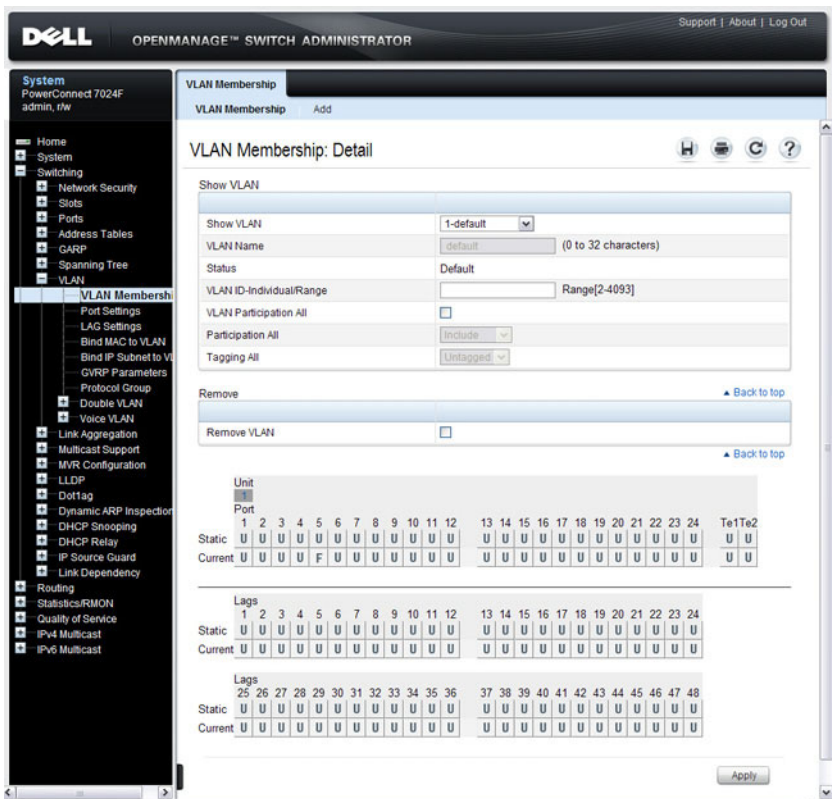 Support | About | Log Out
DELL
OPENMANAGE™ SWITCH ADMINISTRATOR
System
PowerConnect 7024F
admin, r/w
Home
System
Switching
Network Security
Slots
Ports
Address Tables
GARP
Spanning Tree
VLAN
VLAN Membershi
Port Settings
LAG Settings
Bind MAC to VLAN
Bind IP Subnet to VL
GVRP Parameters
Protocol Group
Double VLAN
Voice VLAN
Link Aggregation
Multicast Support
MVR Configuration
LLDP
Dot1ag
Dynamic ARP Inspection
DHCP Snooping
DHCP Relay
IP Source Guard
Link Dependency
Routing
Statistics/RMON
Quality of Service
IPv4 Multicast
IPv6 Multicast
VLAN Membership
VLAN Membership Add
VLAN Membership: Detail
Show VLAN
Show VLAN 1-default
VLAN Name default (0 to 32 characters)
Status Default
VLAN ID-Individual/Range Range[2-4093]
VLAN Participation All
Participation All Include
Tagging All Untagged
Remove Back to top
Remove VLAN
Back to top
Unit
1
Port
1 2 3 4 5 6 7 8 9 10 11 12 13 14 15 16 17 18 19 20 21 22 23 24 Te1 Te2
Static U U U U U U U U U U U U U U U U U U U U U U U U U U
Current U U U U F U U U U U U U U U U U U U U U U U U U U U
Lags
1 2 3 4 5 6 7 8 9 10 11 12 13 14 15 16 17 18 19 20 21 22 23 24
Static U U U U U U U U U U U U U U U U U U U U U U U U
Current U U U U U U U U U U U U U U U U U U U U U U U U
Lags
25 26 27 28 29 30 31 32 33 34 35 36 37 38 39 40 41 42 43 44 45 46 47 48
Static U U U U U U U U U U U U U U U U U U U U U U U U
Current U U U U U U U U U U U U U U U U U U U U U U U U
Apply